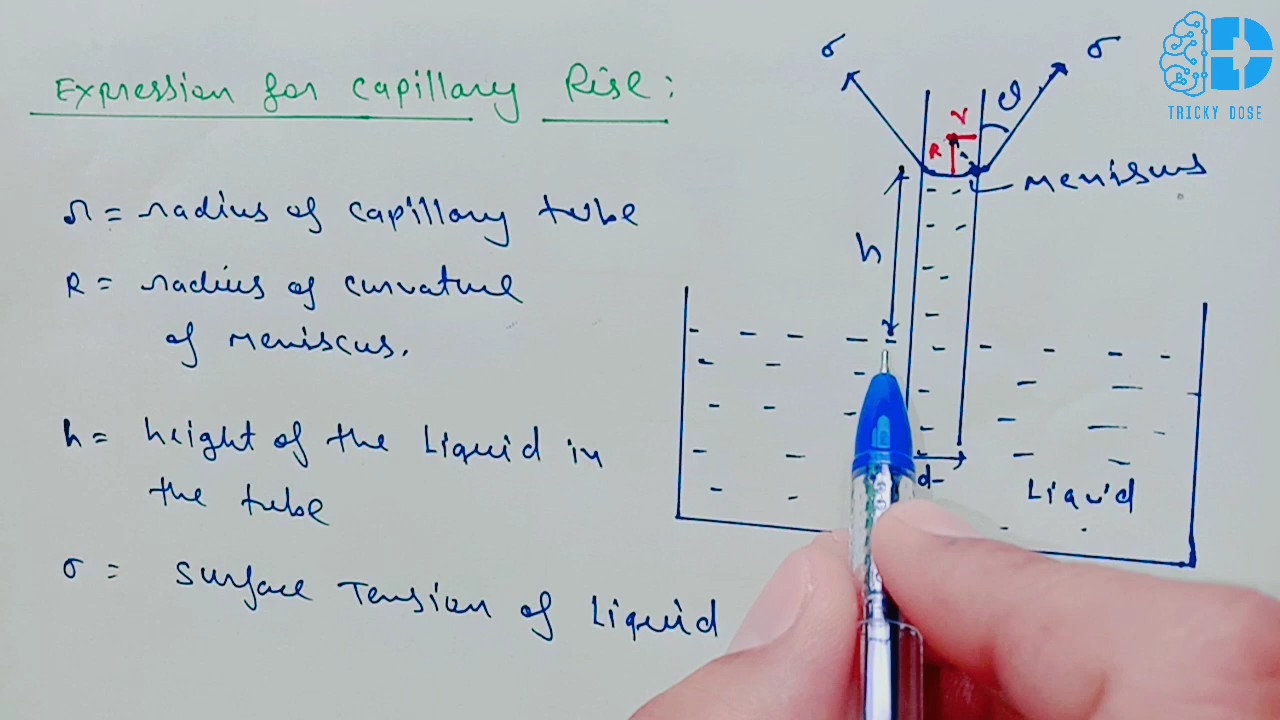 Expression for Capillary Rise:
r = radius of capillary tube
R = radius of curvature
of meniscus.
h = height of the Liquid in
the tube
σ = Surface Tension of Liquid
σ
σ
θ
r
R
meniscus
h
d
Liquid
TRICKY DOSE